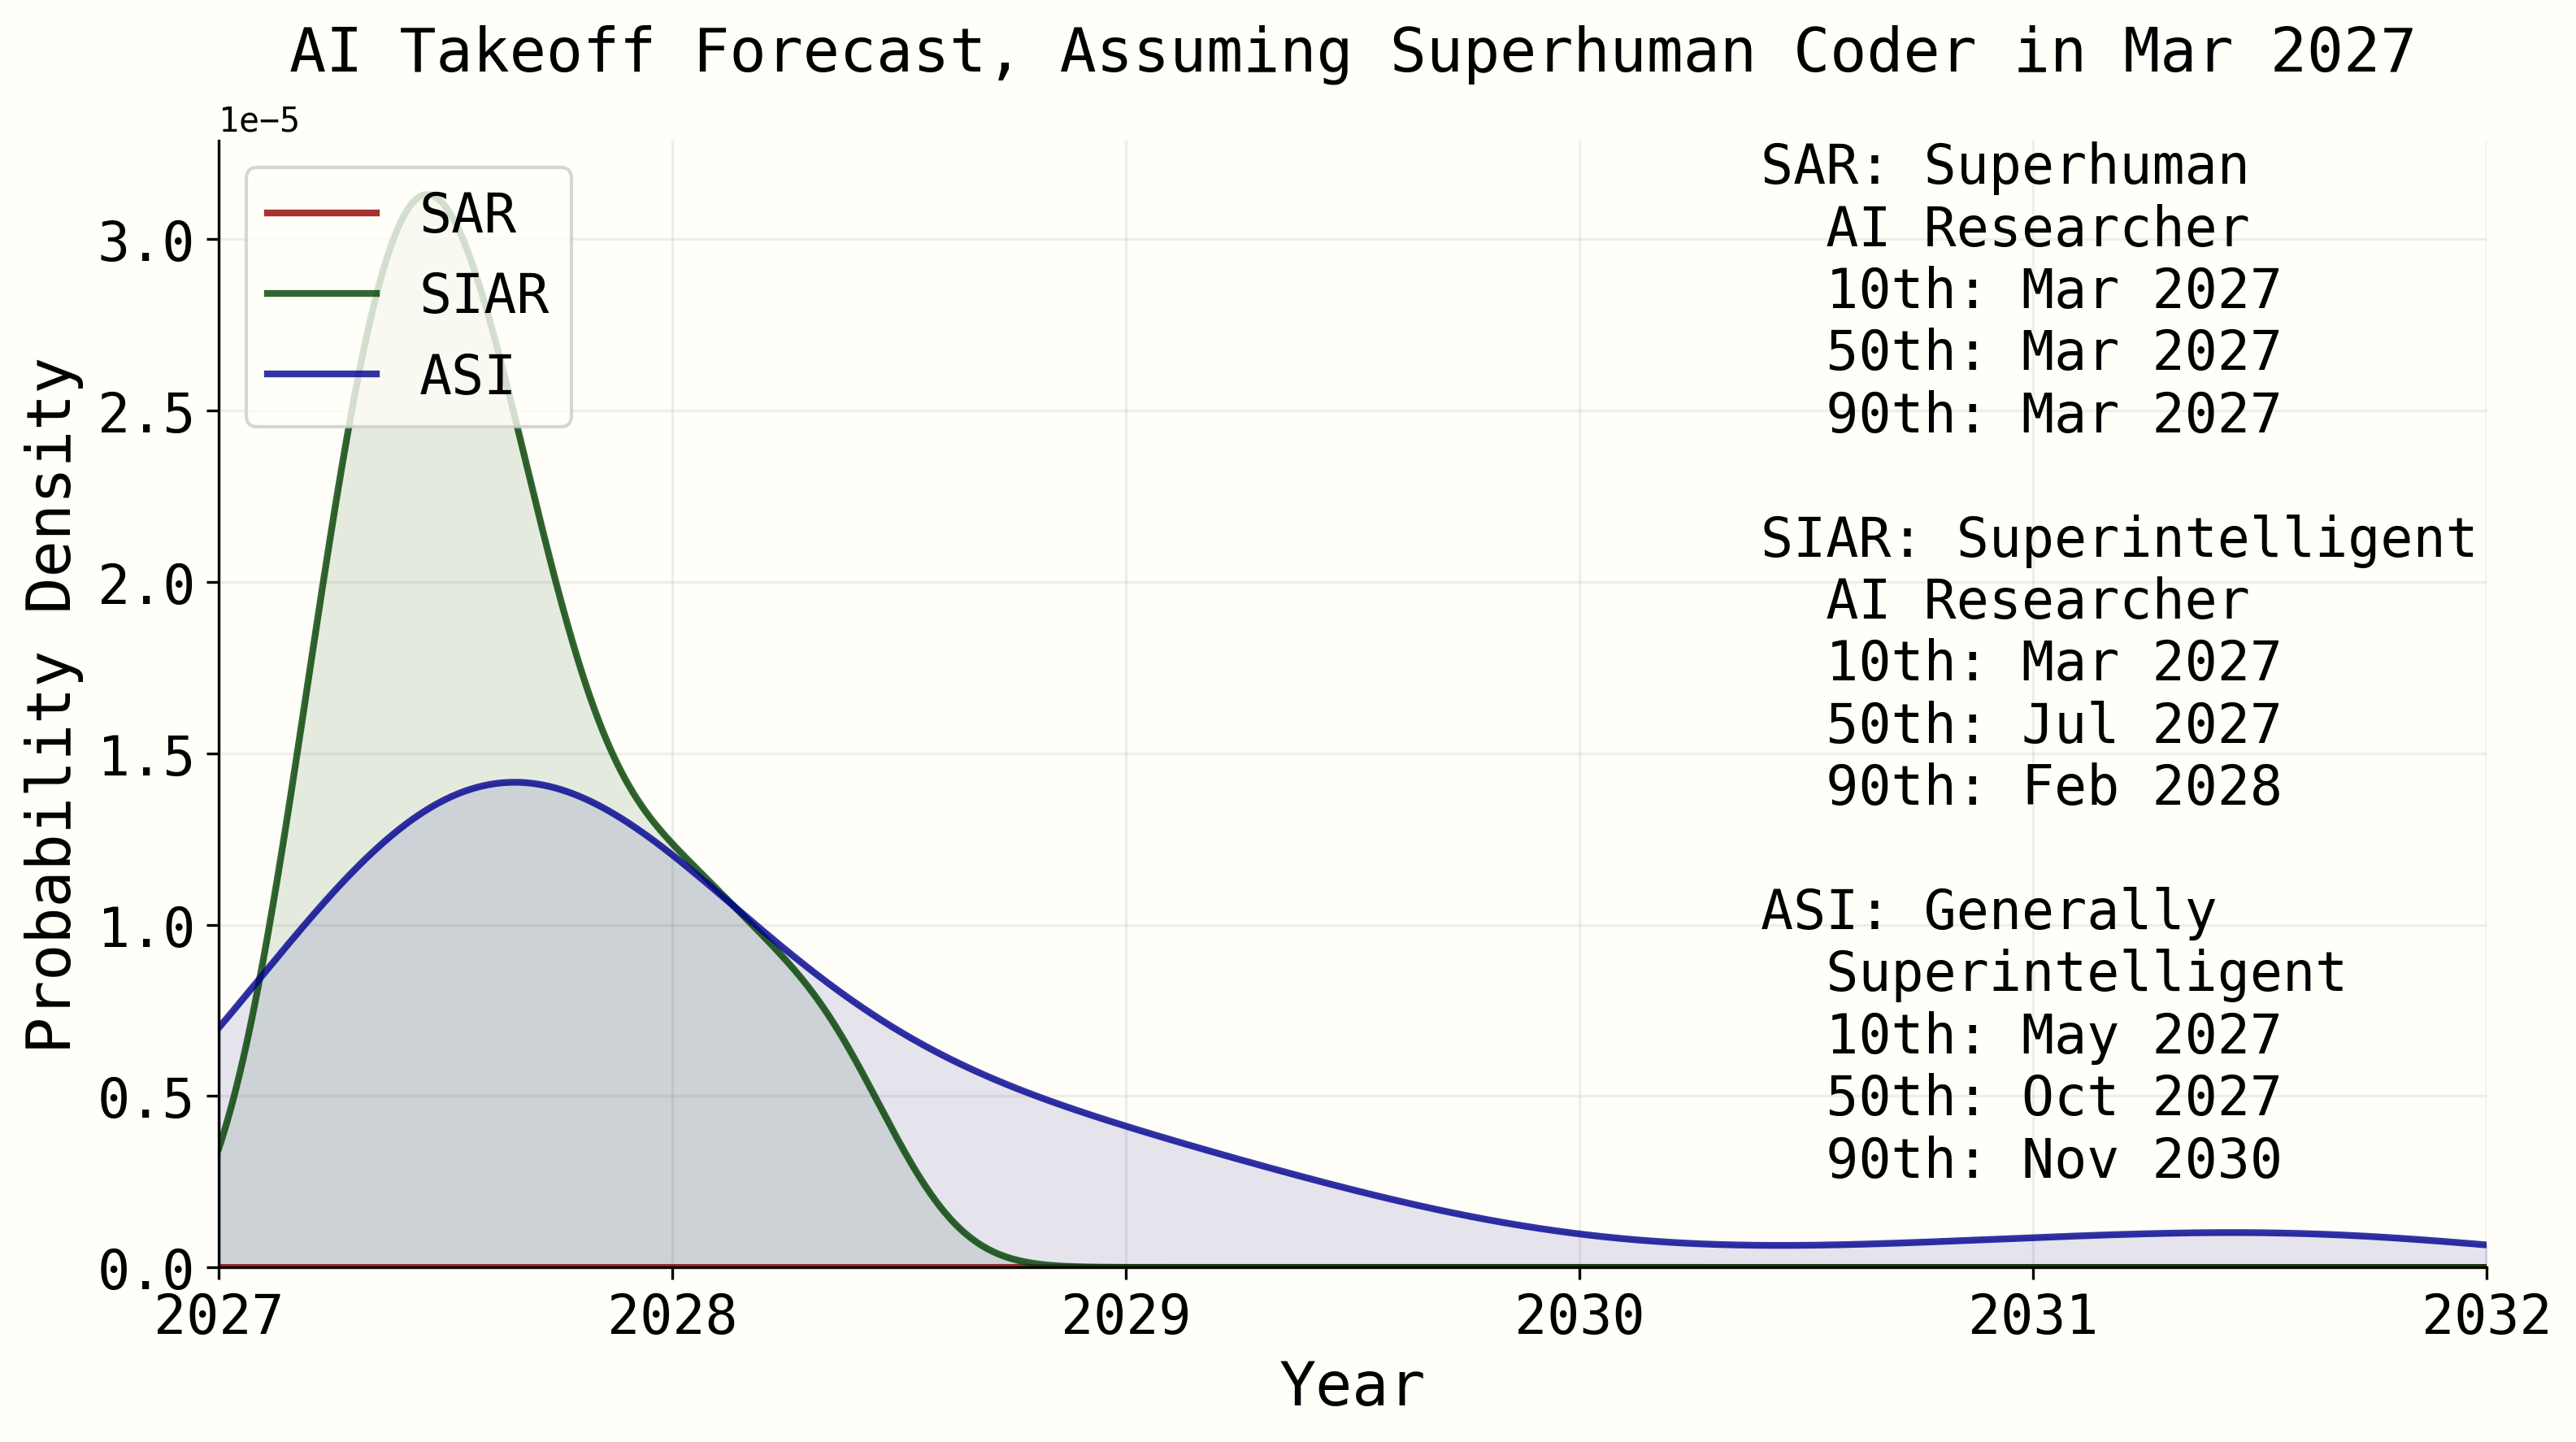 AI Takeoff Forecast, Assuming Superhuman Coder in Mar 2027
1e−5
SAR
SIAR
ASI
3.0
2.5
2.0
1.5
1.0
0.5
0.0
Probability Density
SAR: Superhuman
AI Researcher
10th: Mar 2027
50th: Mar 2027
90th: Mar 2027
SIAR: Superintelligent
AI Researcher
10th: Mar 2027
50th: Jul 2027
90th: Feb 2028
ASI: Generally
Superintelligent
10th: May 2027
50th: Oct 2027
90th: Nov 2030
2027 2028 2029 2030 2031 2032
Year